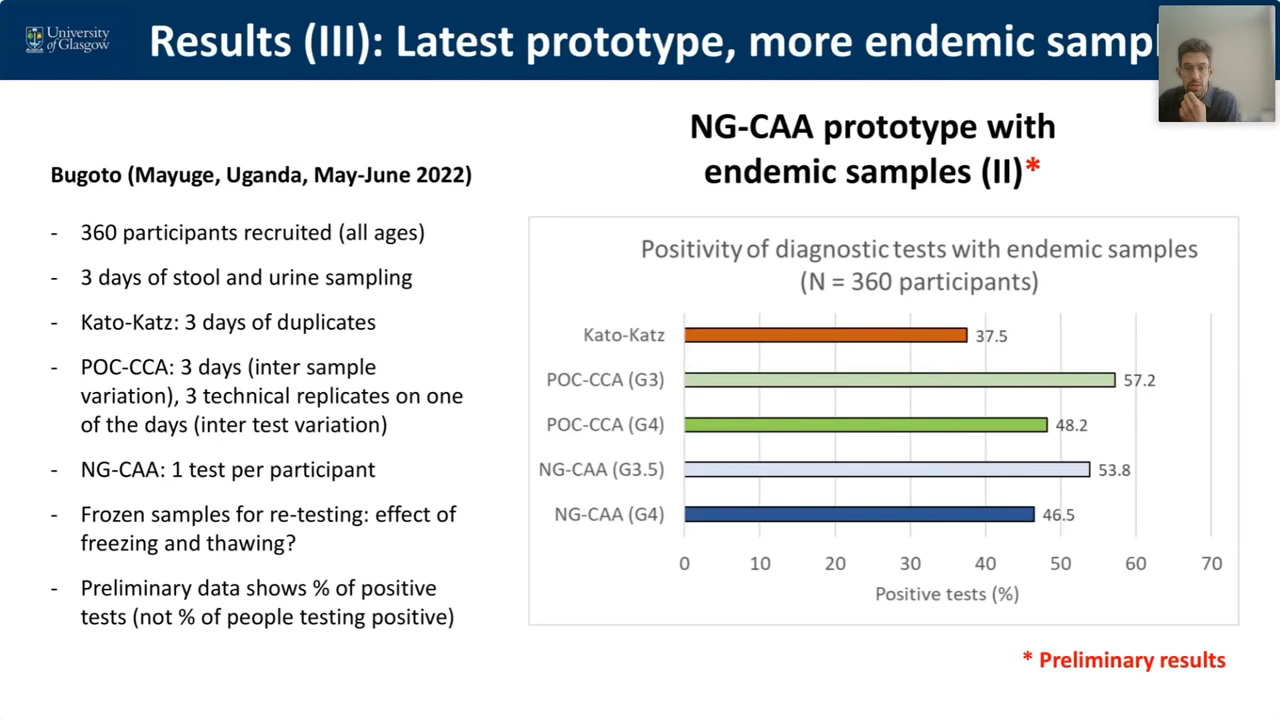 University
of Glasgow
Results (III): Latest prototype, more endemic samp
NG-CAA prototype with
endemic samples (II)*
Bugoto (Mayuge, Uganda, May-June 2022)
- 360 participants recruited (all ages)
- 3 days of stool and urine sampling
- Kato-Katz: 3 days of duplicates
- POC-CCA: 3 days (inter sample
variation), 3 technical replicates on one
of the days (inter test variation)
- NG-CAA: 1 test per participant
- Frozen samples for re-testing: effect of
freezing and thawing?
- Preliminary data shows % of positive
tests (not % of people testing positive)
Positivity of diagnostic tests with endemic samples
(N = 360 participants)
Kato-Katz 37.5
POC-CCA (G3) 57.2
POC-CCA (G4) 48.2
NG-CAA (G3.5) 53.8
NG-CAA (G4) 46.5
0 10 20 30 40 50 60 70
Positive tests (%)
* Preliminary results